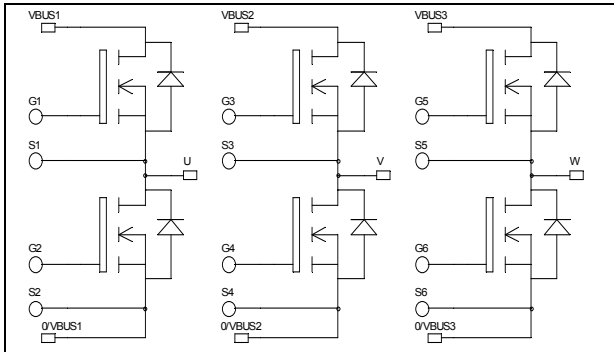 VBUS1 VBUS2 VBUS3
G1 G3 G5
S1 S3 S5
U V W
G2 G4 G6
S2 S4 S6
0/VBUS1 0/VBUS2 0/VBUS3